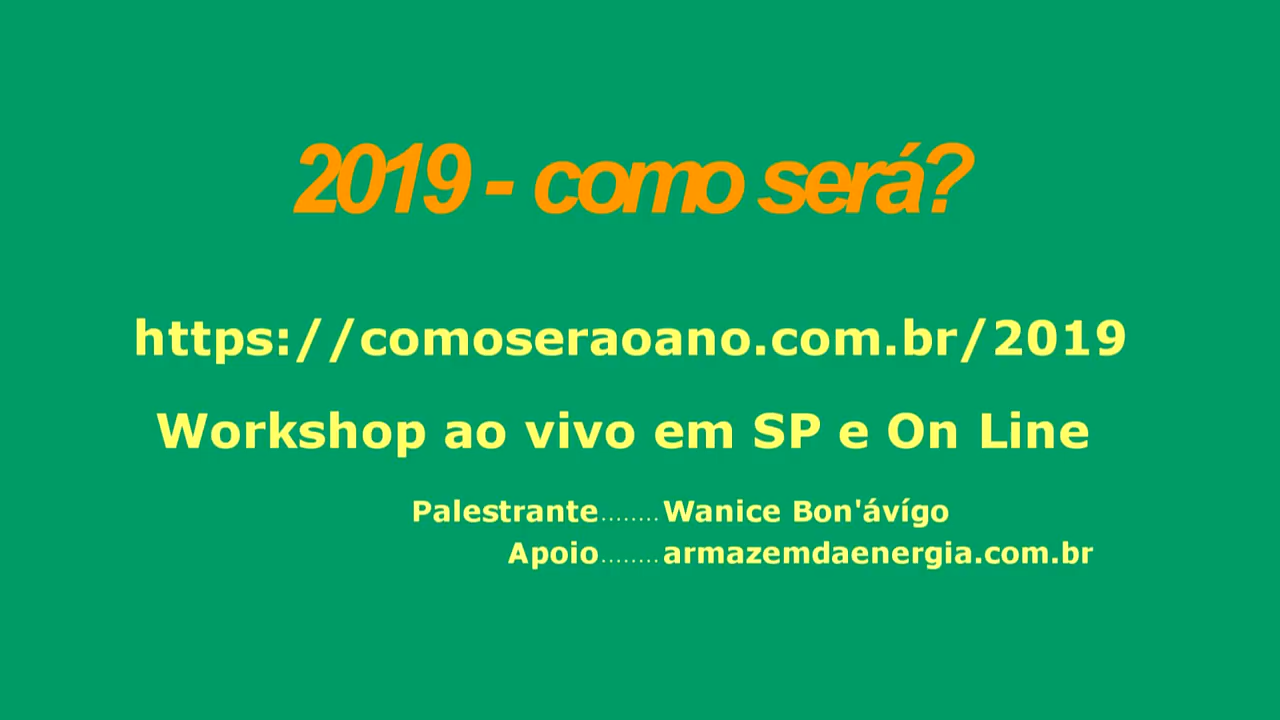 2019 - como será?
https://comoseraoano.com.br/2019
Workshop ao vivo em SP e On Line
Palestrante........Wanice Bon'ávígo
Apoio........armazemdaenergia.com.br